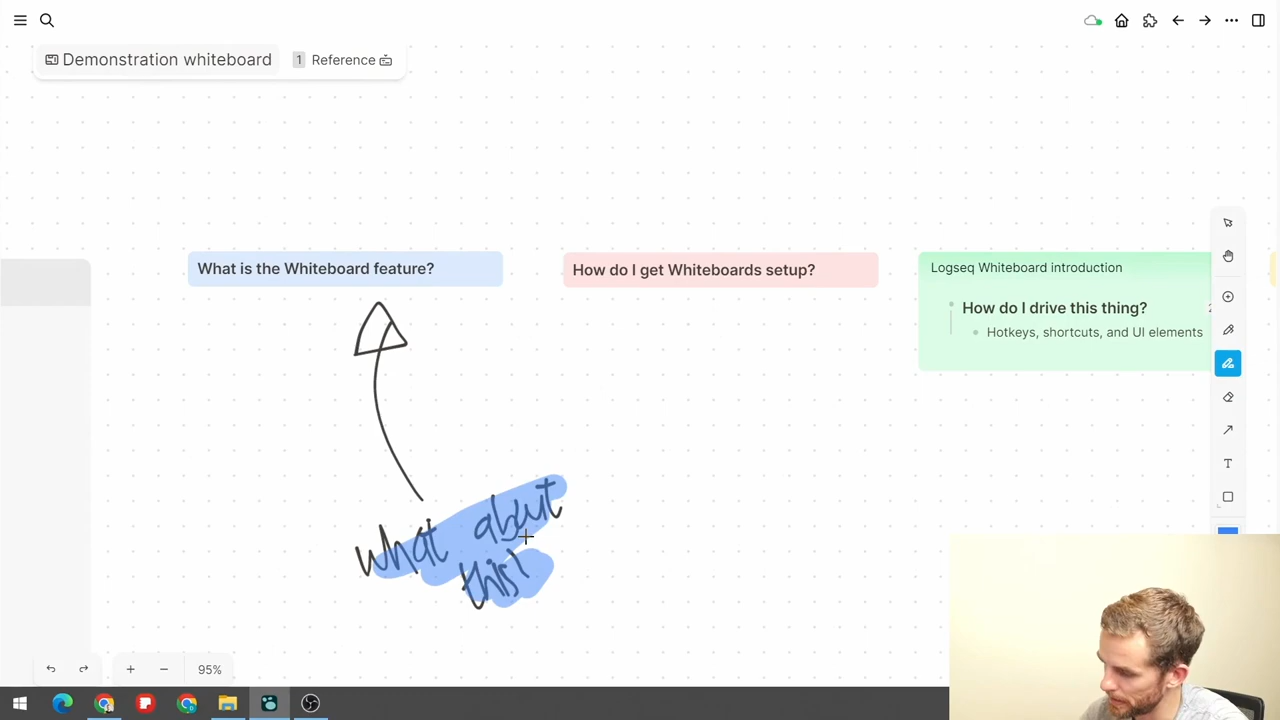 Demonstration whiteboard 1 Reference
What is the Whiteboard feature?
How do I get Whiteboards setup?
Logseq Whiteboard introduction
How do I drive this thing?
Hotkeys, shortcuts, and UI elements
what about
this?
T
95%